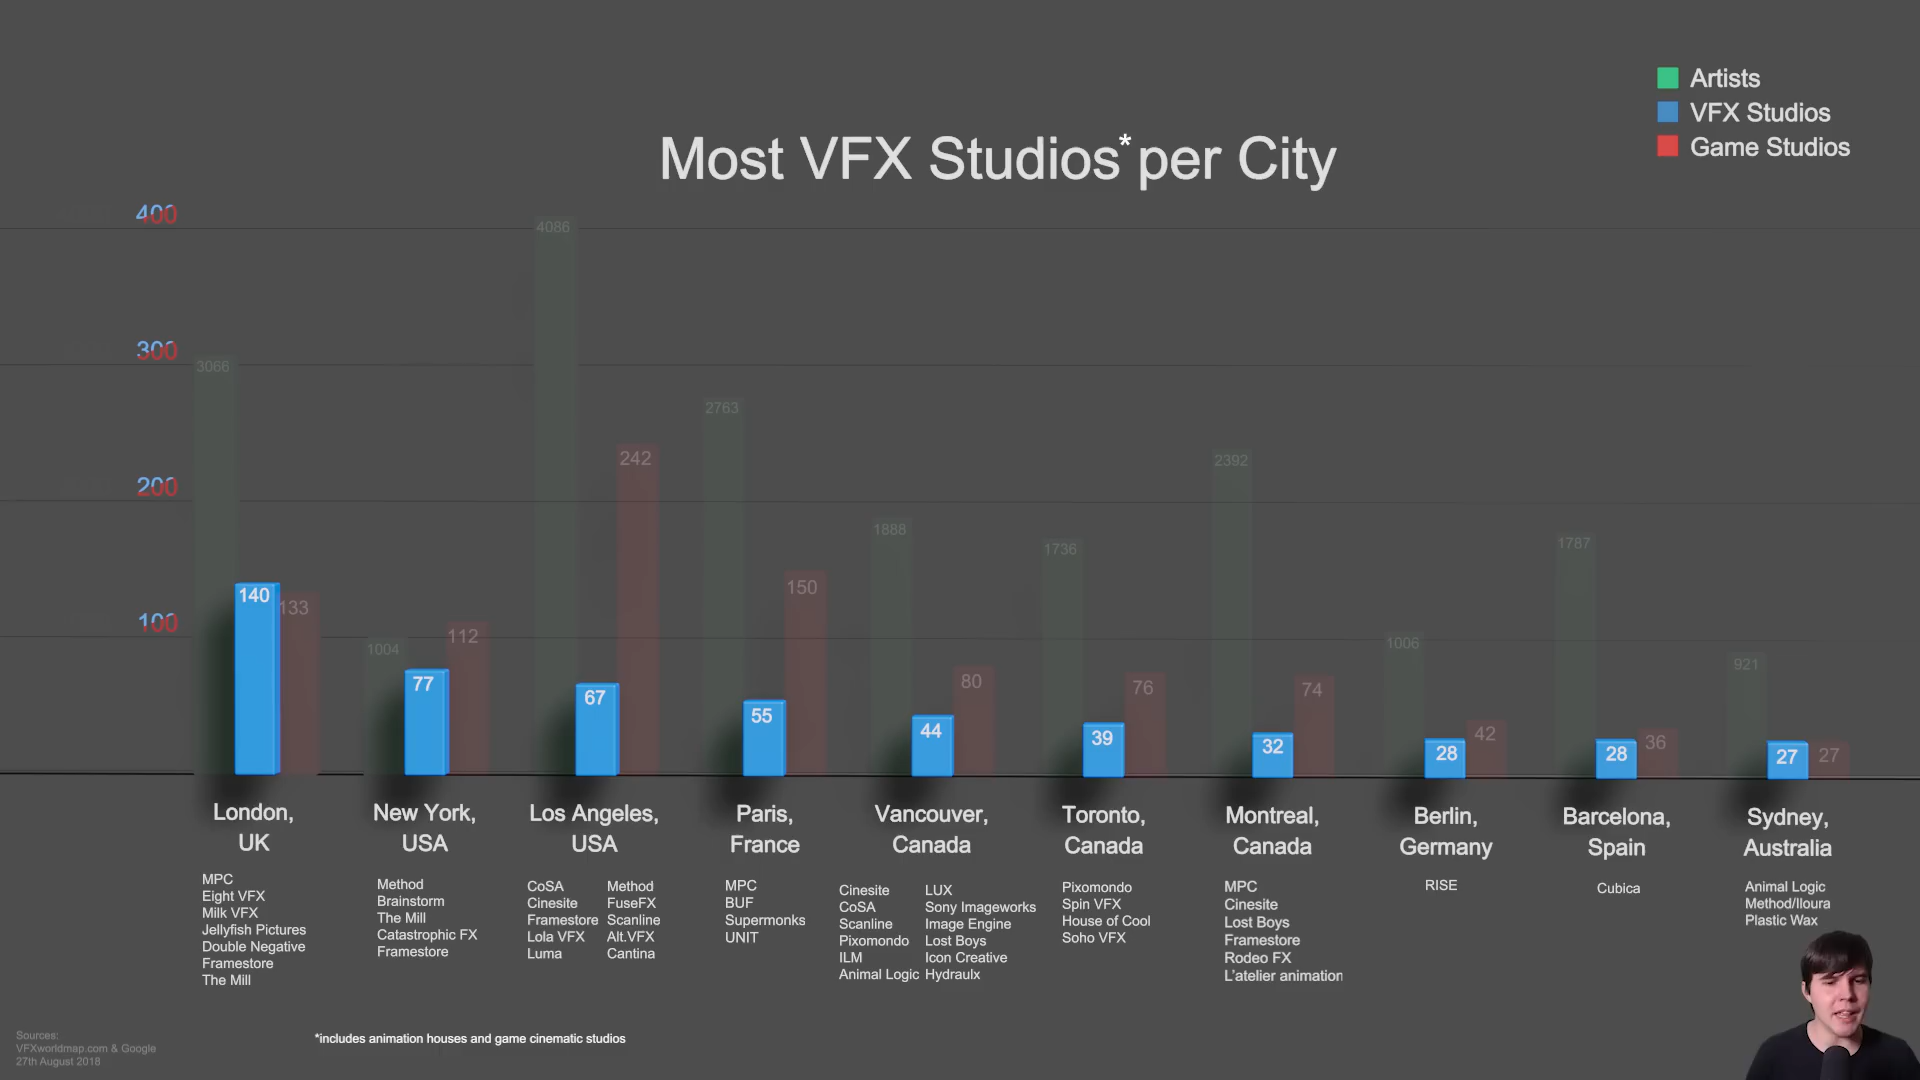 Artists
VFX Studios
Game Studios
Most VFX Studios* per City
400
400
300
300
200
200
100
100
3066
140
133
1004
77
112
4086
67
242
2763
55
150
1888
44
80
1736
39
76
2392
32
74
1006
28
42
1787
28
36
921
27
27
London,
UK
MPC
Eight VFX
Milk VFX
Jellyfish Pictures
Double Negative
Framestore
The Mill
New York,
USA
Method
Brainstorm
The Mill
Catastrophic FX
Framestore
Los Angeles,
USA
CoSA
Cinesite
Framestore
Lola VFX
Luma
Method
FuseFX
Scanline
Alt.VFX
Cantina
Paris,
France
MPC
BUF
Supermonks
UNIT
Vancouver,
Canada
Cinesite
CoSA
Scanline
Pixomondo
ILM
Animal Logic
LUX
Sony Imageworks
Image Engine
Lost Boys
Icon Creative
Hydraulx
Toronto,
Canada
Pixomondo
Spin VFX
House of Cool
Soho VFX
Montreal,
Canada
MPC
Cinesite
Lost Boys
Framestore
Rodeo FX
L'atelier animation
Berlin,
Germany
RISE
Barcelona,
Spain
Cubica
Sydney,
Australia
Animal Logic
Method/Iloura
Plastic Wax
*includes animation houses and game cinematic studios
Sources:
VFXworldmap.com & Google
27th August 2018